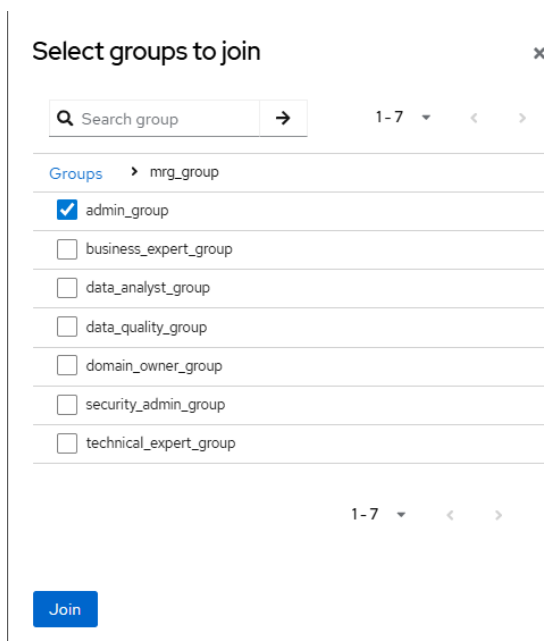 Select groups to join
Search group
1-7
Groups > mrg_group
admin_group
business_expert_group
data_analyst_group
data_quality_group
domain_owner_group
security_admin_group
technical_expert_group
1-7
Join